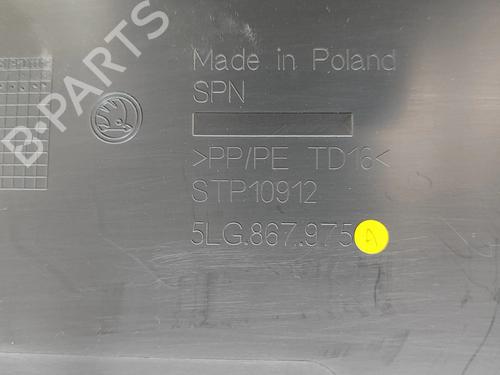 B-PARTS
Made in Poland
SPN
>PP/PE TD16<
STP10912
5LG.867.975 A